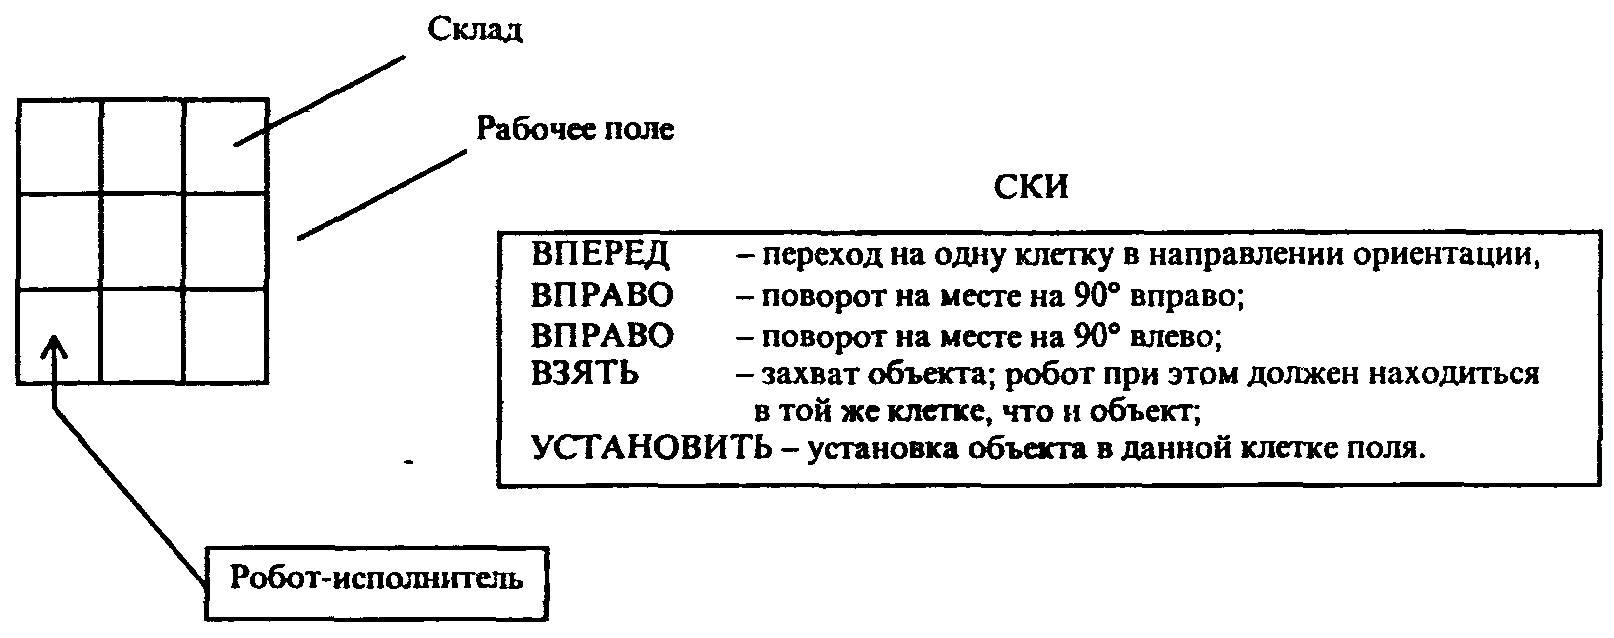 Склад
Рабочее поле
СКИ
ВПЕРЕД – переход на одну клетку в направлении ориентации,
ВПРАВО – поворот на месте на 90° вправо;
ВПРАВО – поворот на месте на 90° влево;
ВЗЯТЬ – захват объекта; робот при этом должен находиться
в той же клетке, что и объект;
УСТАНОВИТЬ – установка объекта в данной клетке поля.
Робот-исполнитель